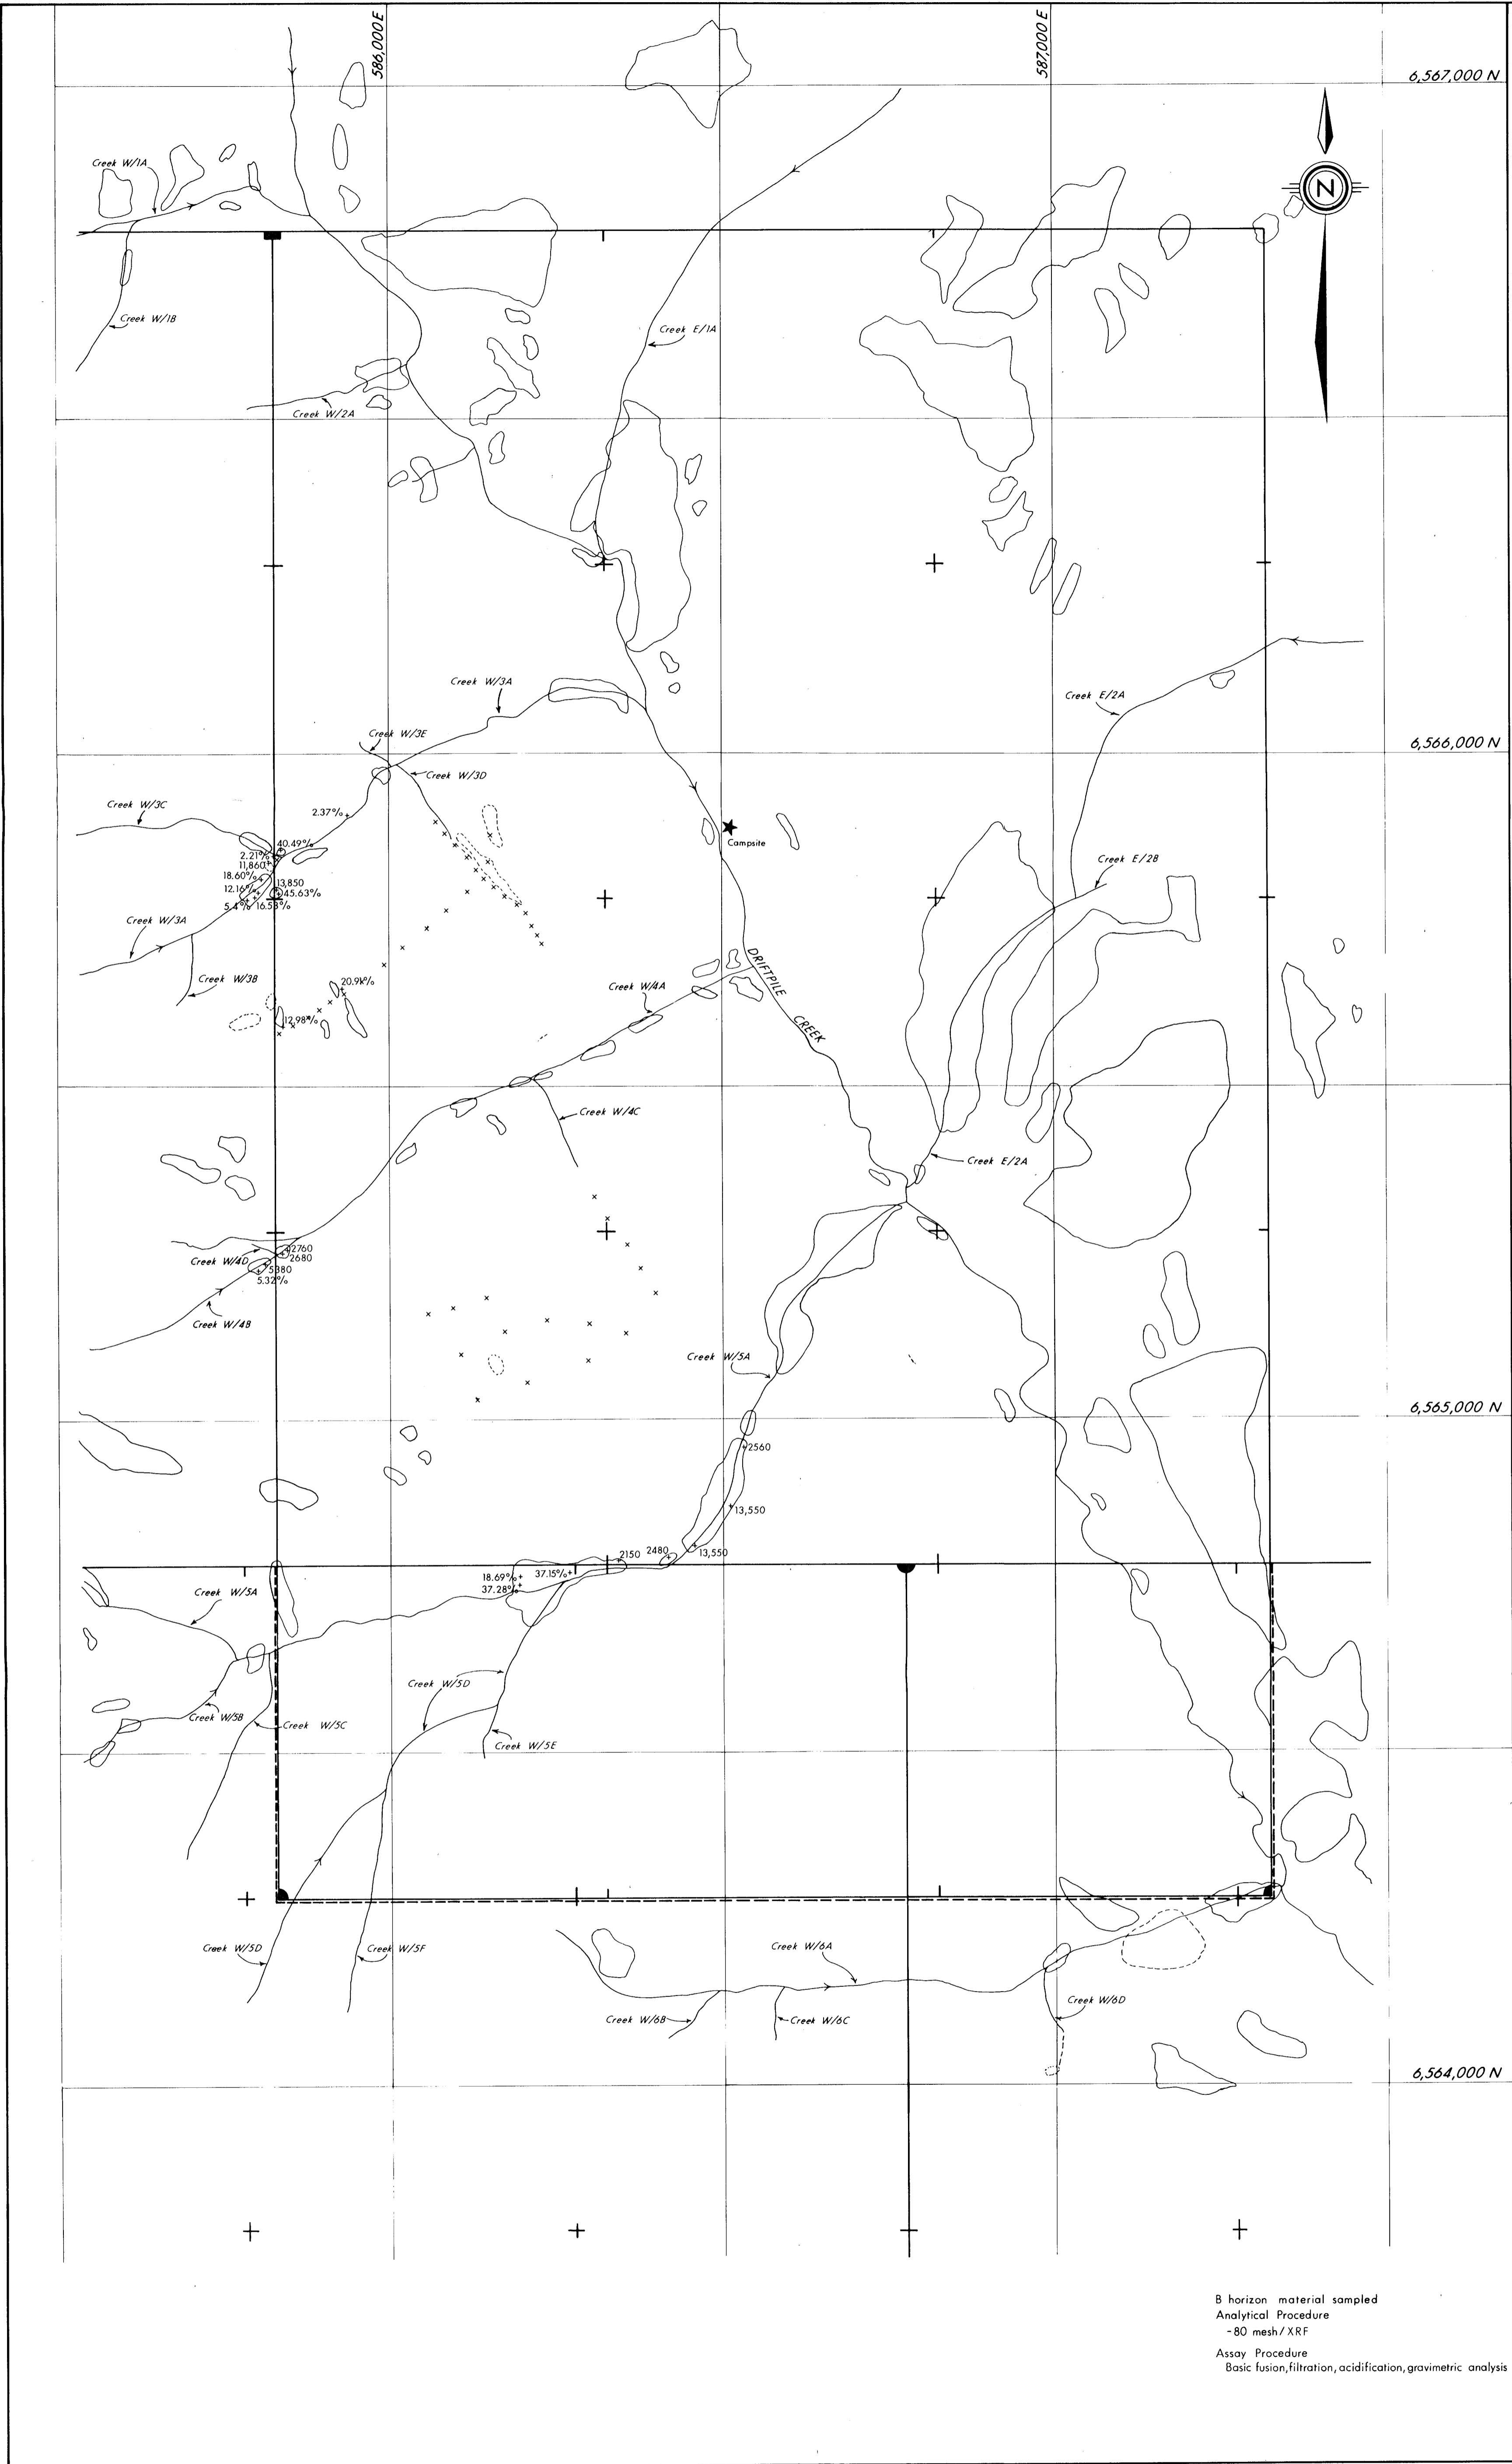 586,000 E
587,000 E
6,567,000 N
N
Creek W/1A
Creek W/1B
Creek E/1A
Creek W/2A
Creek W/3A
Creek E/2A
Creek W/3E
6,566,000 N
Creek W/3D
Creek W/3C
2.37%
Campsite
40.49%
2.21%
11,860
18.60%
12.16%
13,850
45.63%
5.4%
16.53%
Creek E/2B
Creek W/3A
Creek W/3B
DRIFTPILE CREEK
Creek W/4A
12.98%
Creek W/4C
Creek E/2A
2760
2680
Creek W/4D
5380
5.32%
Creek W/4B
Creek W/5A
6,565,000 N
2560
13,550
2150
2480
13,550
18.69%
37.15%
37.28%
Creek W/5A
Creek W/5D
Creek W/5B
Creek W/5C
Creek W/5E
Creek W/5D
Creek W/5F
Creek W/6A
Creek W/6B
Creek W/6C
Creek W/6D
6,564,000 N
B horizon material sampled
Analytical Procedure
-80 mesh/XRF
Assay Procedure
Basic fusion, filtration, acidification, gravimetric analysis